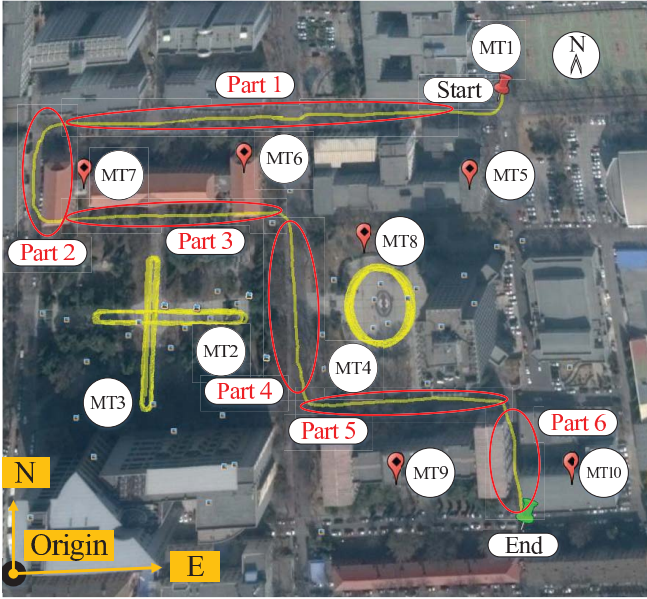 MT1
N
Part 1
Start
MT6
MT7
MT5
Part 2
Part 3
MT8
MT2
MT4
Part 4
MT3
Part 5
Part 6
N
MT9
MT10
Origin
E
End